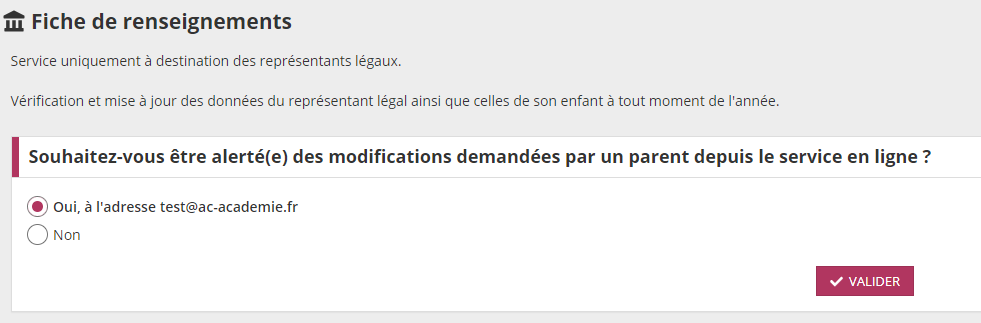 Fiche de renseignements
Service uniquement à destination des représentants légaux.
Vérification et mise à jour des données du représentant légal ainsi que celles de son enfant à tout moment de l'année.
Souhaitez-vous être alerté(e) des modifications demandées par un parent depuis le service en ligne ?
Oui, à l'adresse test@ac-academie.fr
Non
VALIDER